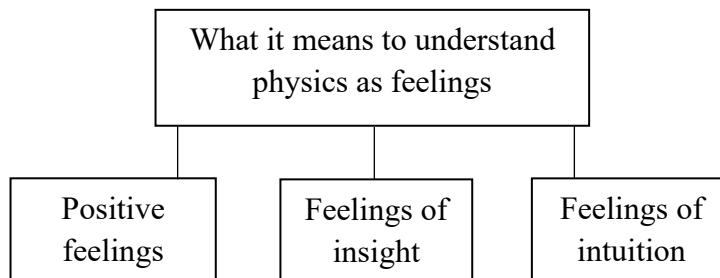 What it means to understand
physics as feelings
Positive
feelings
Feelings of
insight
Feelings of
intuition